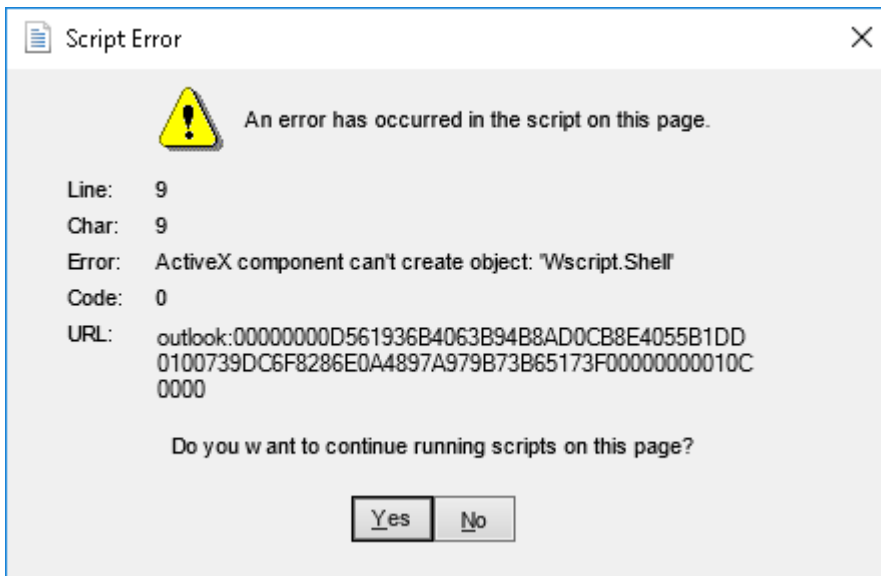 Script Error
An error has occurred in the script on this page.
Line: 9
Char: 9
Error: ActiveX component can't create object: 'Wscript.Shell'
Code: 0
URL: outlook:00000000D561936B4063B94B8AD0CB8E4055B1DD
0100739DC6F8286E0A4897A979B73B65173F00000000010C
0000
Do you want to continue running scripts on this page?
Yes No